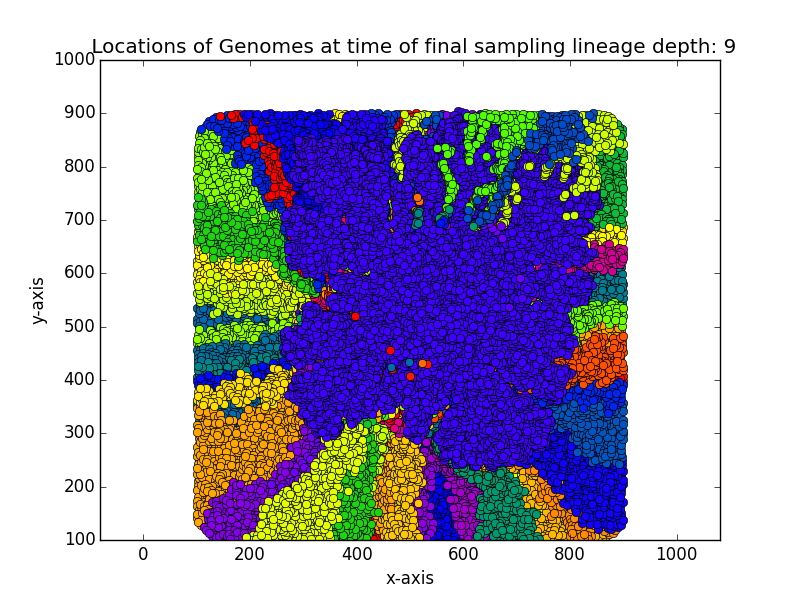 Locations of Genomes at time of final sampling lineage depth: 9
1000
900
800
700
600
500
400
300
200
100
y-axis
0 200 400 600 800 1000
x-axis